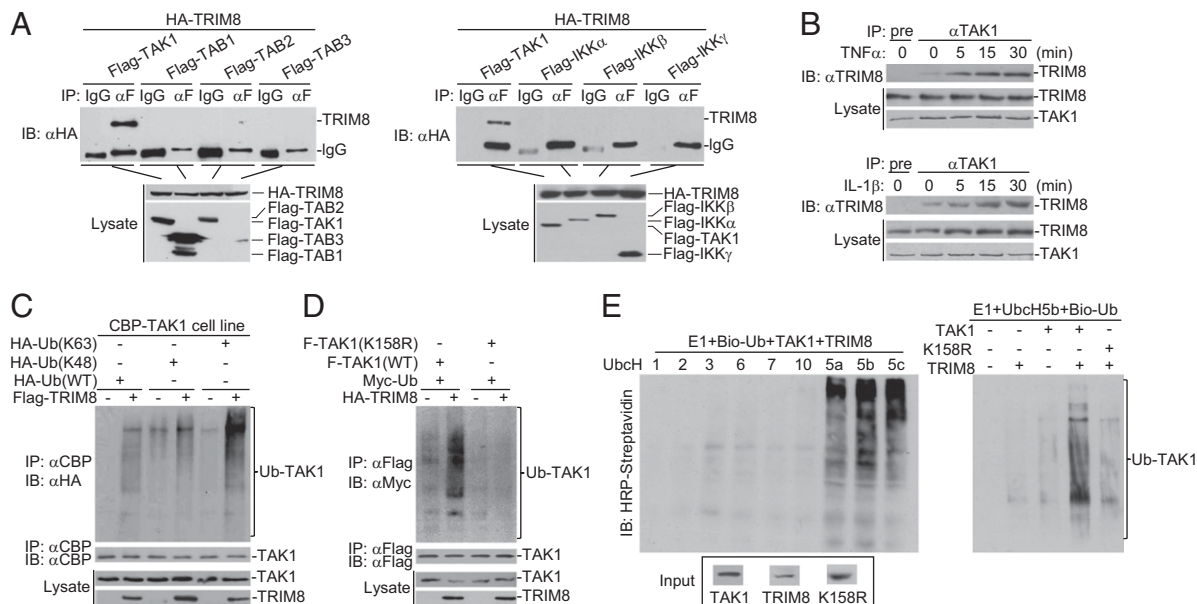 A
HA-TRIM8
Flag-TAK1 Flag-TAB1 Flag-TAB2 Flag-TAB3
IP: IgG αF IgG αF IgG αF IgG αF
IB: αHA
-TRIM8
-IgG
Lysate
HA-TRIM8
Flag-TAB2
Flag-TAK1
Flag-TAB3
Flag-TAB1
HA-TRIM8
Flag-TAK1 Flag-IKKα Flag-IKKβ Flag-IKKγ
IP: IgG αF IgG αF IgG αF IgG αF
IB: αHA
-TRIM8
-IgG
Lysate
HA-TRIM8
Flag-IKKβ
Flag-IKKα
Flag-TAK1
Flag-IKKγ
B
IP: pre αTAK1
TNFα: 0 0 5 15 30 (min)
IB: αTRIM8 -TRIM8
Lysate
-TRIM8
-TAK1
IP: pre αTAK1
IL-1β: 0 0 5 15 30 (min)
IB: αTRIM8 -TRIM8
Lysate
-TRIM8
-TAK1
C
CBP-TAK1 cell line
HA-Ub(K63) - - +
HA-Ub(K48) - + -
HA-Ub(WT) + - -
Flag-TRIM8 - + - + - +
IP: αCBP
IB: αHA
Ub-TAK1
IP: αCBP
IB: αCBP
-TAK1
Lysate
-TAK1
-TRIM8
D
F-TAK1(K158R) - +
F-TAK1(WT) + -
Myc-Ub + +
HA-TRIM8 - + - +
IP: αFlag
IB: αMyc
Ub-TAK1
IP: αFlag
IB: αFlag
-TAK1
Lysate
-TAK1
-TRIM8
E
E1+Bio-Ub+TAK1+TRIM8
UbcH 1 2 3 6 7 10 5a 5b 5c
IB: HRP-Streptavidin
Input
TAK1 TRIM8 K158R
E1+UbcH5b+Bio-Ub
TAK1 - - + + -
K158R - - - - +
TRIM8 - + - + +
Ub-TAK1